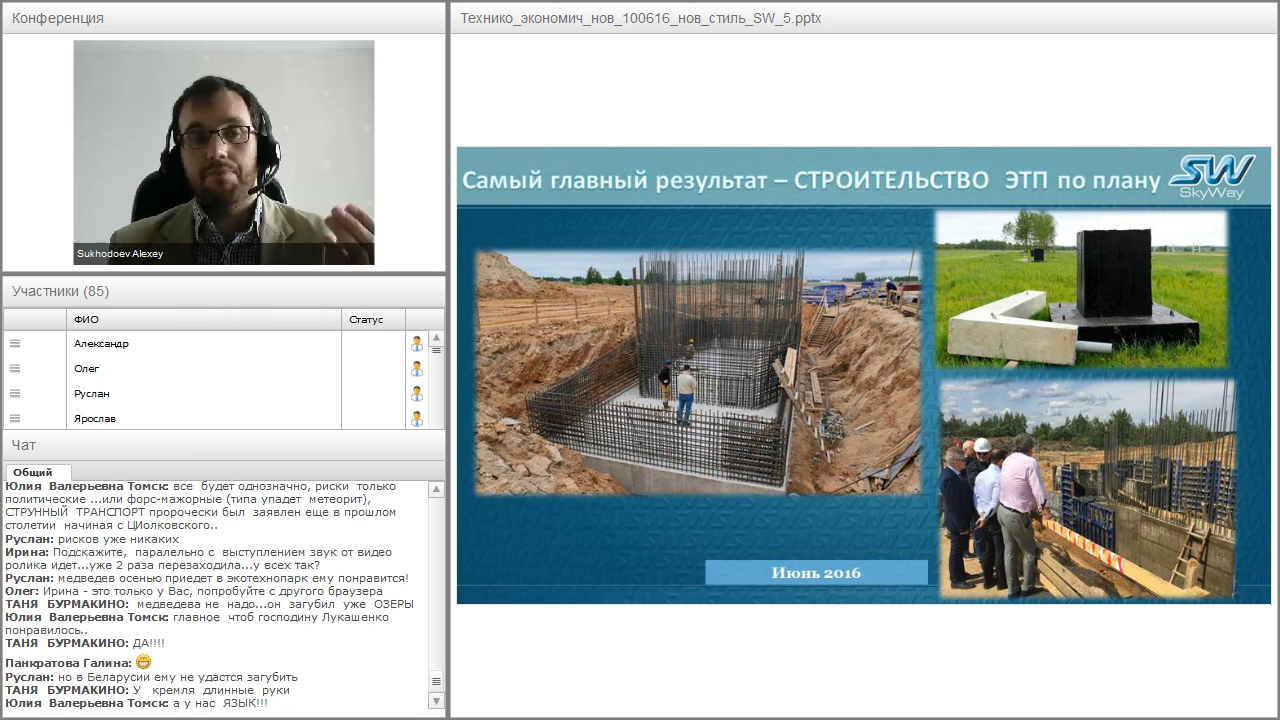 Конференция
Sukhodoev Alexey
Участники (85)
ФИО
Статус
Александр
Олег
Руслан
Ярослав
Чат
Общий
Юлия Валерьевна Томск: все будет однозначно, риски только
политические ...или форс-мажорные (типа упадет метеорит),
СТРУННЫЙ ТРАНСПОРТ пророчески был заявлен еще в прошлом
столетии начиная с ЦИолковского..
Руслан: рисков уже никаких
Ирина: Подскажите, паралельно с выступлением звук от видео
ролика идет...уже 2 раза перезаходила...у всех так?
Руслан: медведев осенью приедет в экотехнопарк ему понравится!
Олег: Ирина - это только у Вас, попробуйте с другого браузера
ТАНЯ БУРМАКИНО: медведева не надо...он загубил уже ОЗЕРЫ
Юлия Валерьевна Томск: главное чтоб господину Лукашенко
понравилось..
ТАНЯ БУРМАКИНО: ДА!!!!
Панкратова Галина:
Руслан: но в Беларусии ему не удастся загубить
ТАНЯ БУРМАКИНО: У кремля длинные руки
Юлия Валерьевна Томск: а у нас ЯЗЫК!!!
Технико_экономич_нов_100616_нов_стиль_SW_5.pptx
Самый главный результат – СТРОИТЕЛЬСТВО ЭТП по плану
SW
SkyWay
Июнь 2016